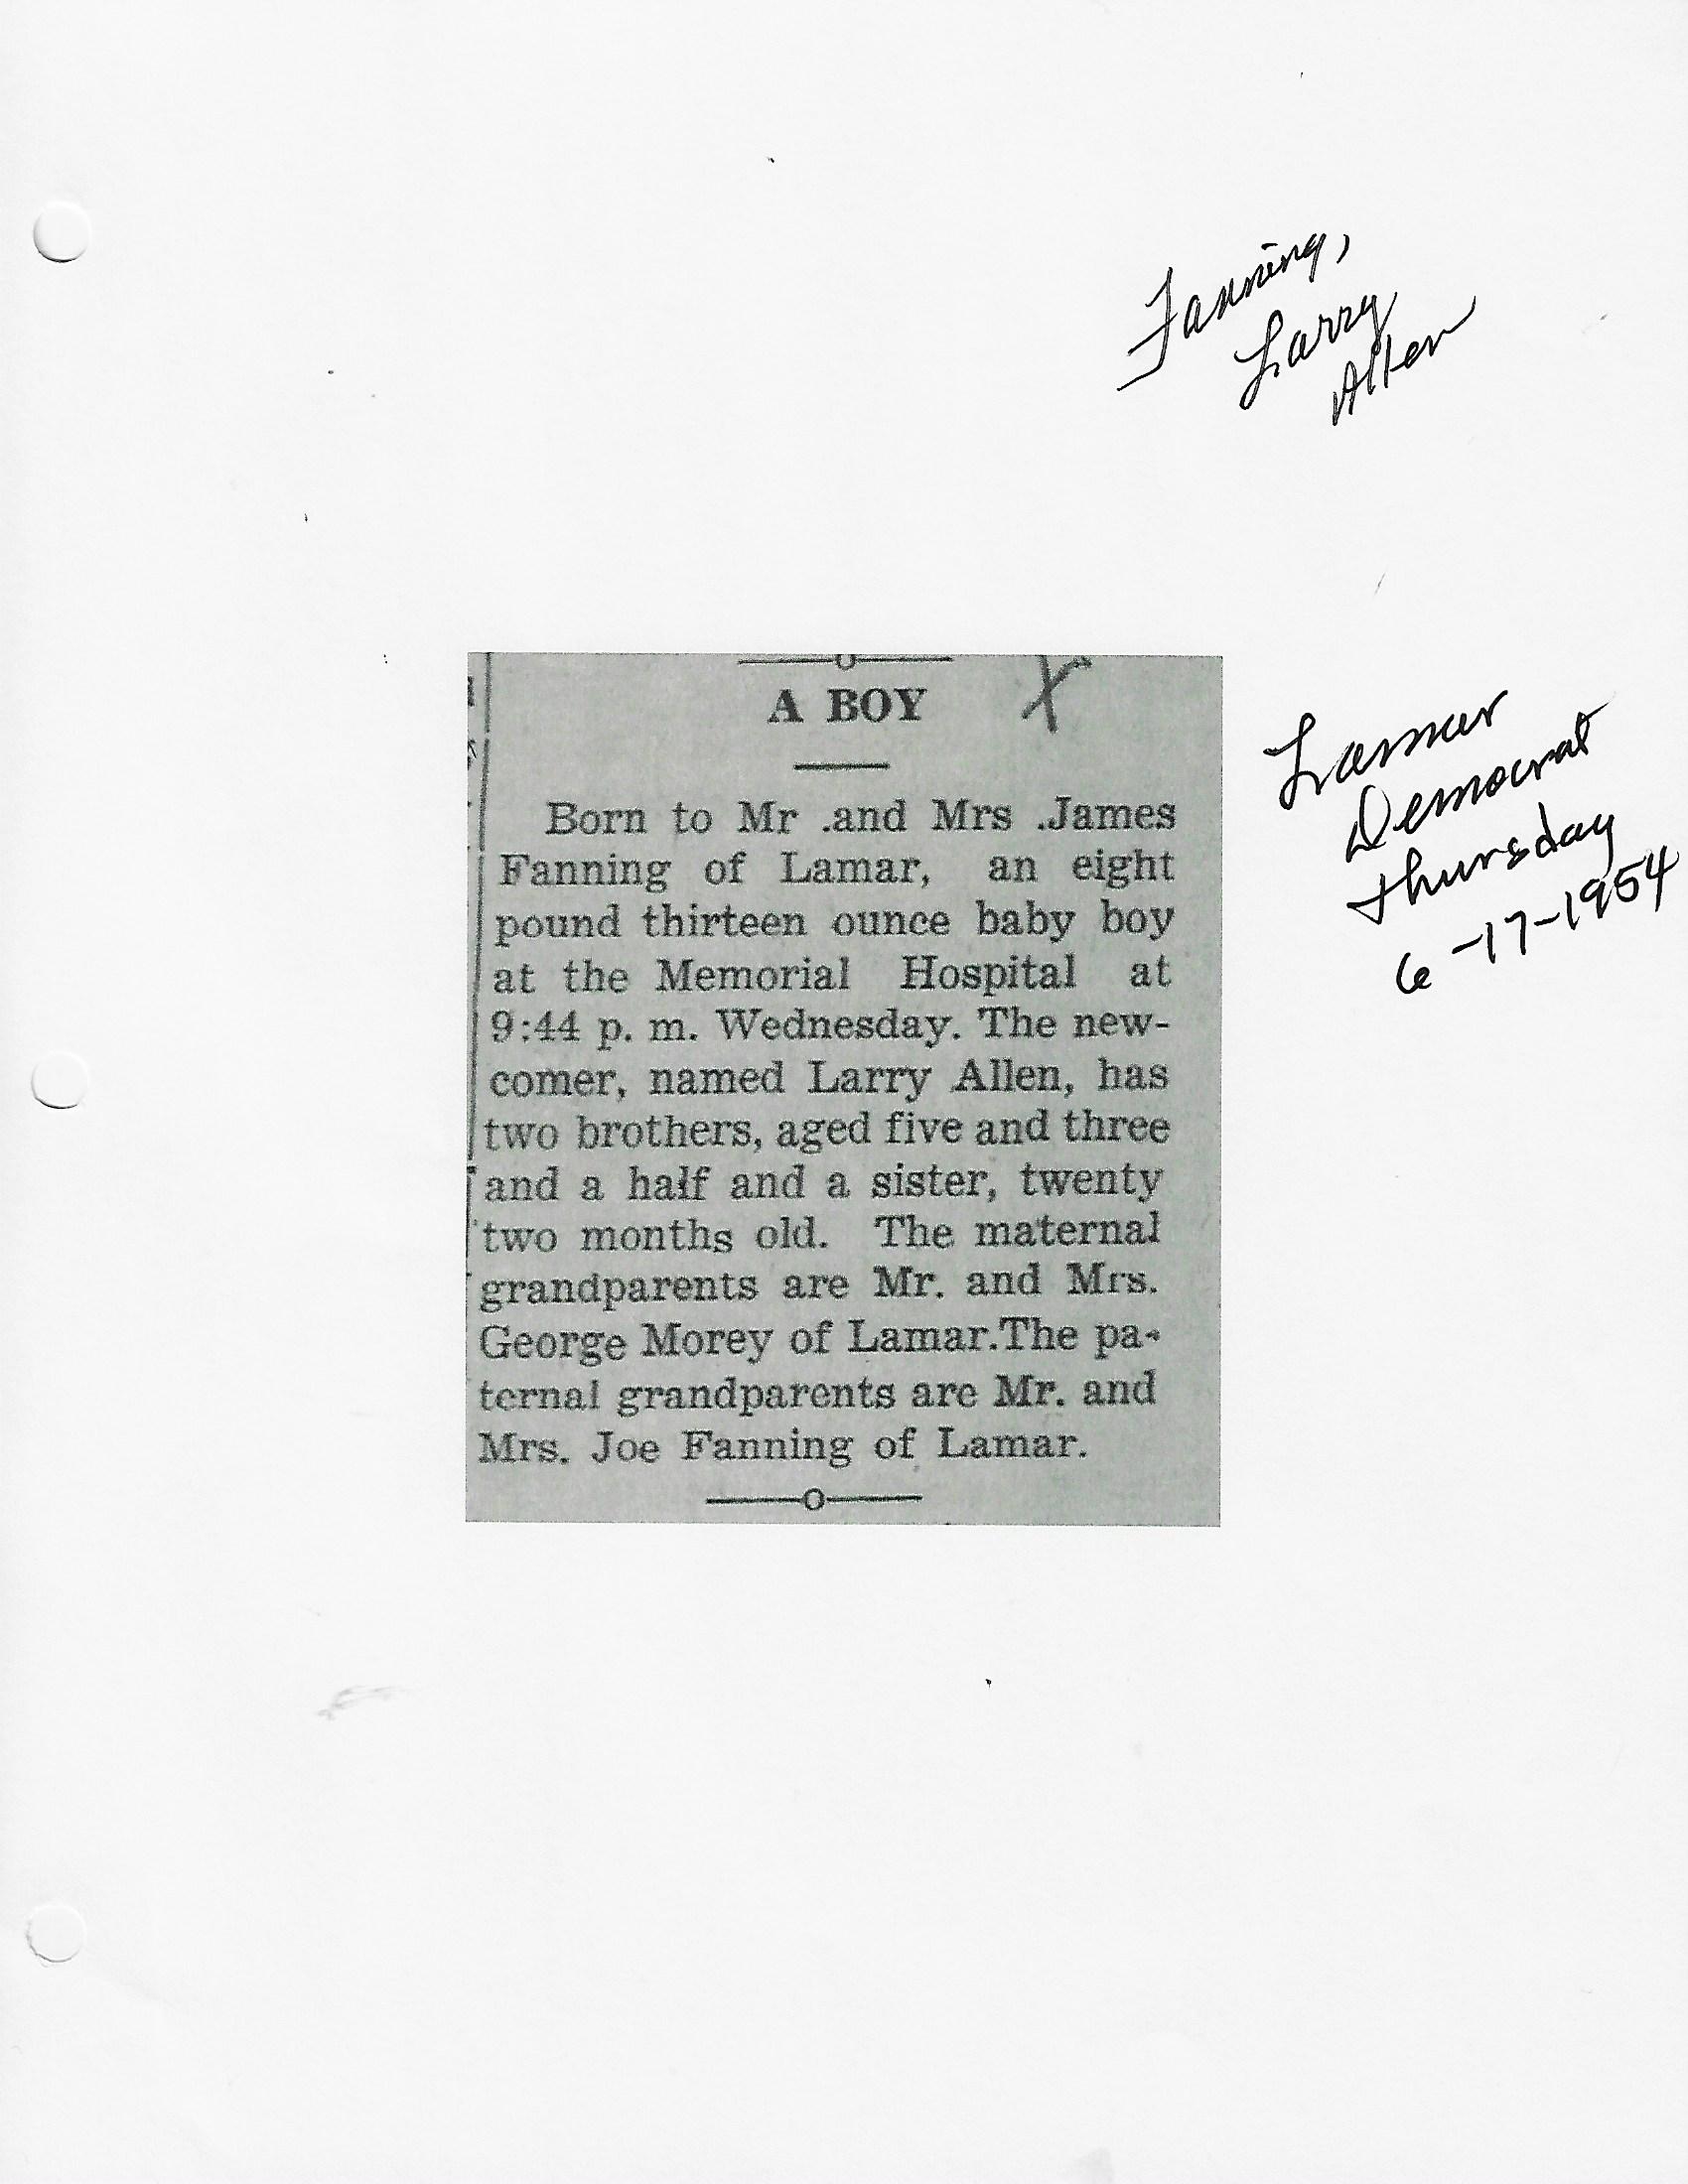 Fanning,
Larry
Allen
A BOY X
Born to Mr .and Mrs .James
Fanning of Lamar, an eight
pound thirteen ounce baby boy
at the Memorial Hospital at
9:44 p. m. Wednesday. The new-
comer, named Larry Allen, has
two brothers, aged five and three
and a half and a sister, twenty
two months old. The maternal
grandparents are Mr. and Mrs.
George Morey of Lamar.The pa-
ternal grandparents are Mr. and
Mrs. Joe Fanning of Lamar.
Lamar
Democrat
Thursday
6-17-1954